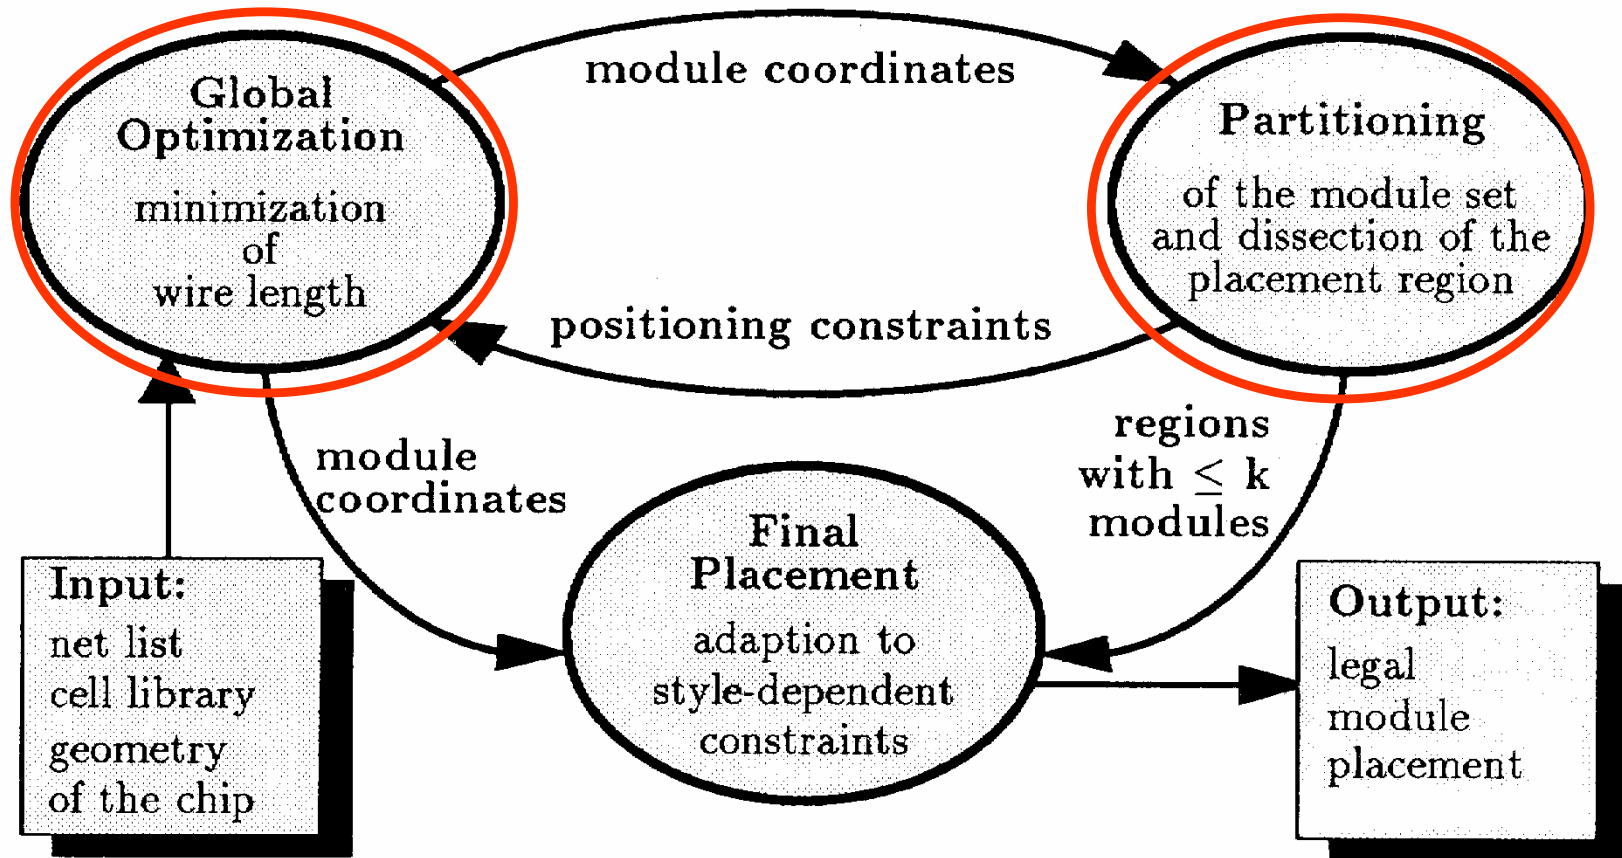 Global
Optimization
minimization
of
wire length
module coordinates
Partitioning
of the module set
and dissection of the
placement region
positioning constraints
module
coordinates
regions
with ≤ k
modules
Final
Placement
adaption to
style-dependent
constraints
Input:
net list
cell library
geometry
of the chip
Output:
legal
module
placement